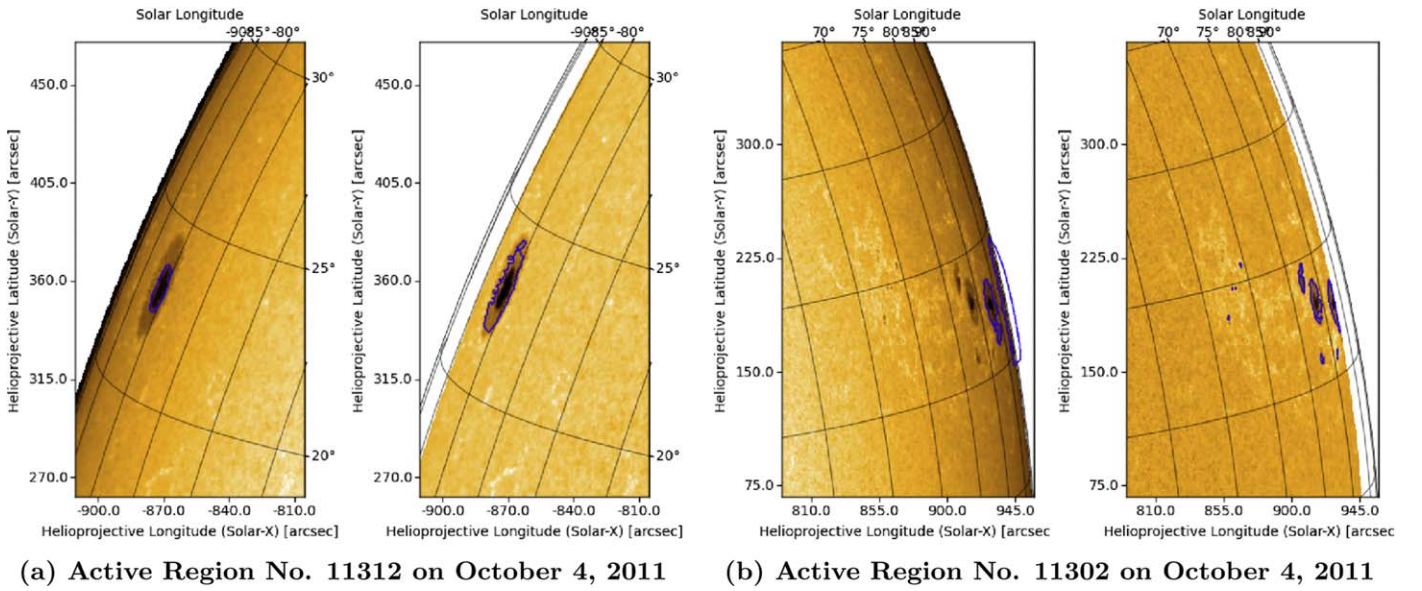 Solar Longitude
-90°85° -80°
30°
25°
20°
450.0
405.0
360.0
315.0
270.0
Helioprojective Latitude (Solar-Y) [arcsec]
-900.0 -870.0 -840.0 -810.0
Helioprojective Longitude (Solar-X) [arcsec
Solar Longitude
-90°85° -80°
30°
25°
20°
450.0
405.0
360.0
315.0
270.0
Helioprojective Latitude (Solar-Y) [arcsec]
-900.0 -870.0 -840.0 -810.0
Helioprojective Longitude (Solar-X) [arcsec]
Solar Longitude
70° 75° 80°85°90°
300.0
225.0
150.0
75.0
Helioprojective Latitude (Solar-Y) [arcsec]
810.0 855.0 900.0 945.0
Helioprojective Longitude (Solar-X) [arcsec
Solar Longitude
70° 75° 80°85°90°
300.0
225.0
150.0
75.0
Helioprojective Latitude (Solar-Y) [arcsec]
810.0 855.0 900.0 945.0
Helioprojective Longitude (Solar-X) [arcsec
(a) Active Region No. 11312 on October 4, 2011
(b) Active Region No. 11302 on October 4, 2011